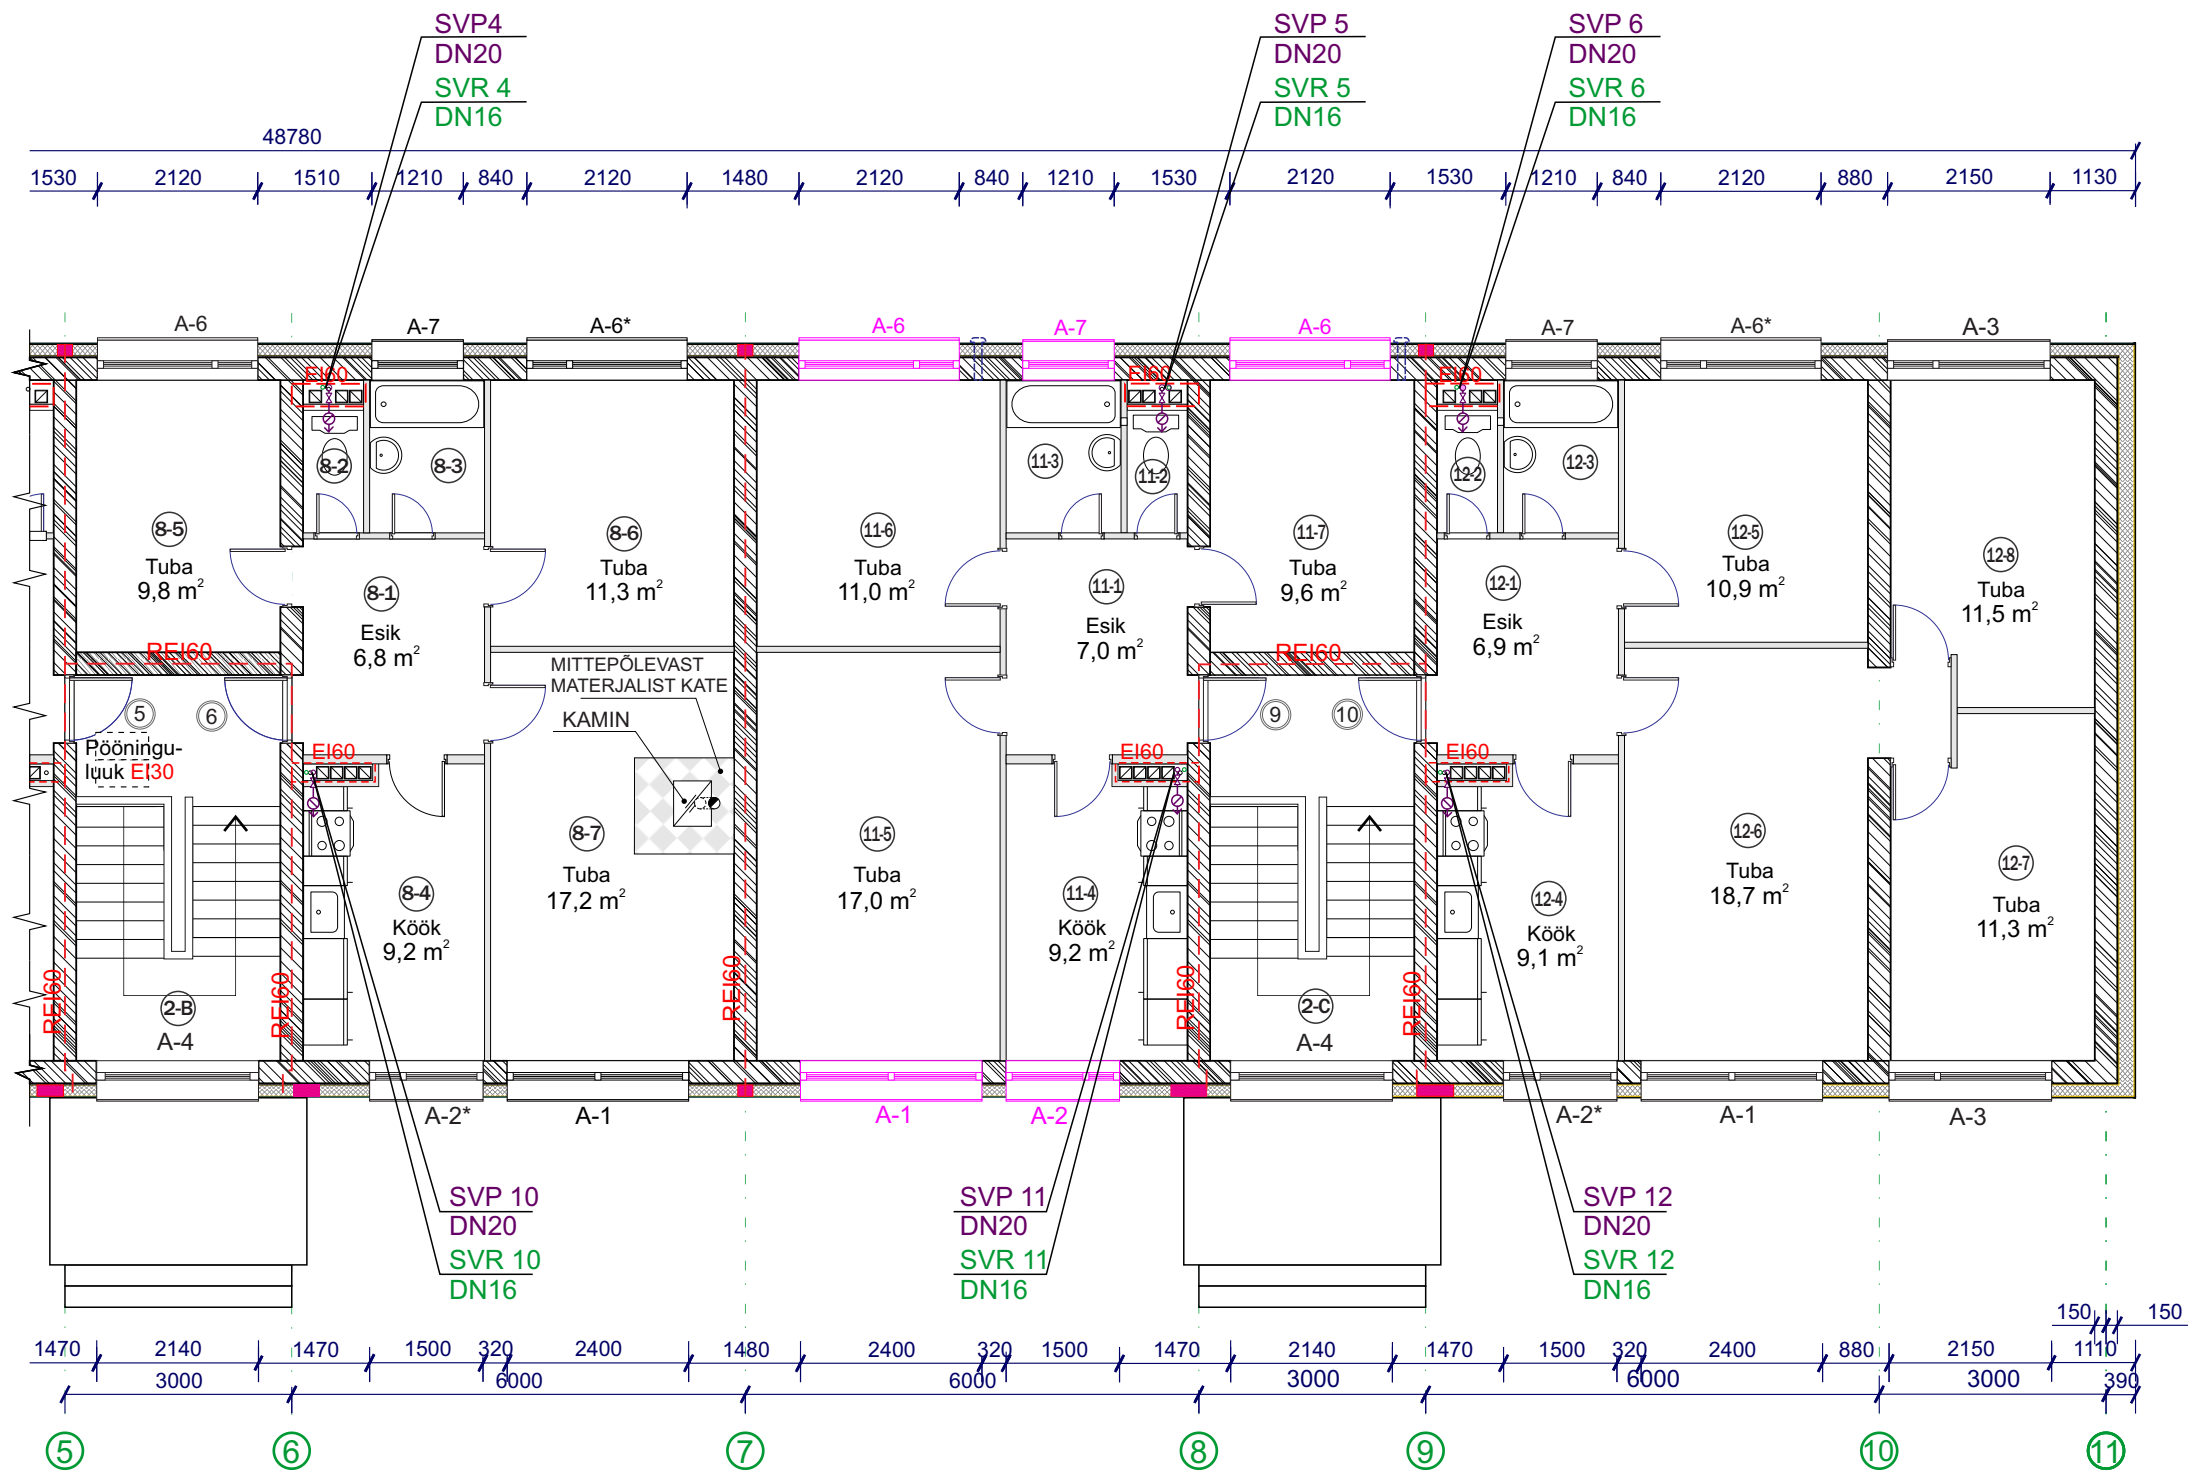 SVP4
DN20
SVR 4
DN16
SVP 5
DN20
SVR 5
DN16
SVP 6
DN20
SVR 6
DN16
48780
1530 2120 1510 1210 840 2120 1480 2120 840 1210 1530 2120 1530 1210 840 2120 880 2150 1130
A-6 A-7 A-6* A-6 A-7 A-6 A-7 A-6* A-3
EI60 EI60 EI60
8-2 8-3 11-3 11-2 12-2 12-3
8-5
Tuba
9,8 m²
8-6
Tuba
11,3 m²
11-6
Tuba
11,0 m²
11-7
Tuba
9,6 m²
12-5
Tuba
10,9 m²
12-8
Tuba
11,5 m²
8-1
Esik
6,8 m²
11-1
Esik
7,0 m²
12-1
Esik
6,9 m²
REI60 REI60
MITTEPÕLEVAST
MATERJALIST KATE
KAMIN
5 6 9 10
Pööningu-
luuk EI30
EI60 EI60 EI60
8-4
Köök
9,2 m²
8-7
Tuba
17,2 m²
11-5
Tuba
17,0 m²
11-4
Köök
9,2 m²
12-4
Köök
9,1 m²
12-6
Tuba
18,7 m²
12-7
Tuba
11,3 m²
REI60 REI60 REI60 REI60 REI60
2-B
A-4
2-C
A-4
A-2* A-1 A-1 A-2 A-2* A-1 A-3
SVP 10
DN20
SVR 10
DN16
SVP 11
DN20
SVR 11
DN16
SVP 12
DN20
SVR 12
DN16
150 150
1470 2140 1470 1500 320 2400 1480 2400 320 1500 1470 2140 1470 1500 320 2400 880 2150 1110
3000 6000 6000 3000 6000 3000 390
5 6 7 8 9 10 11